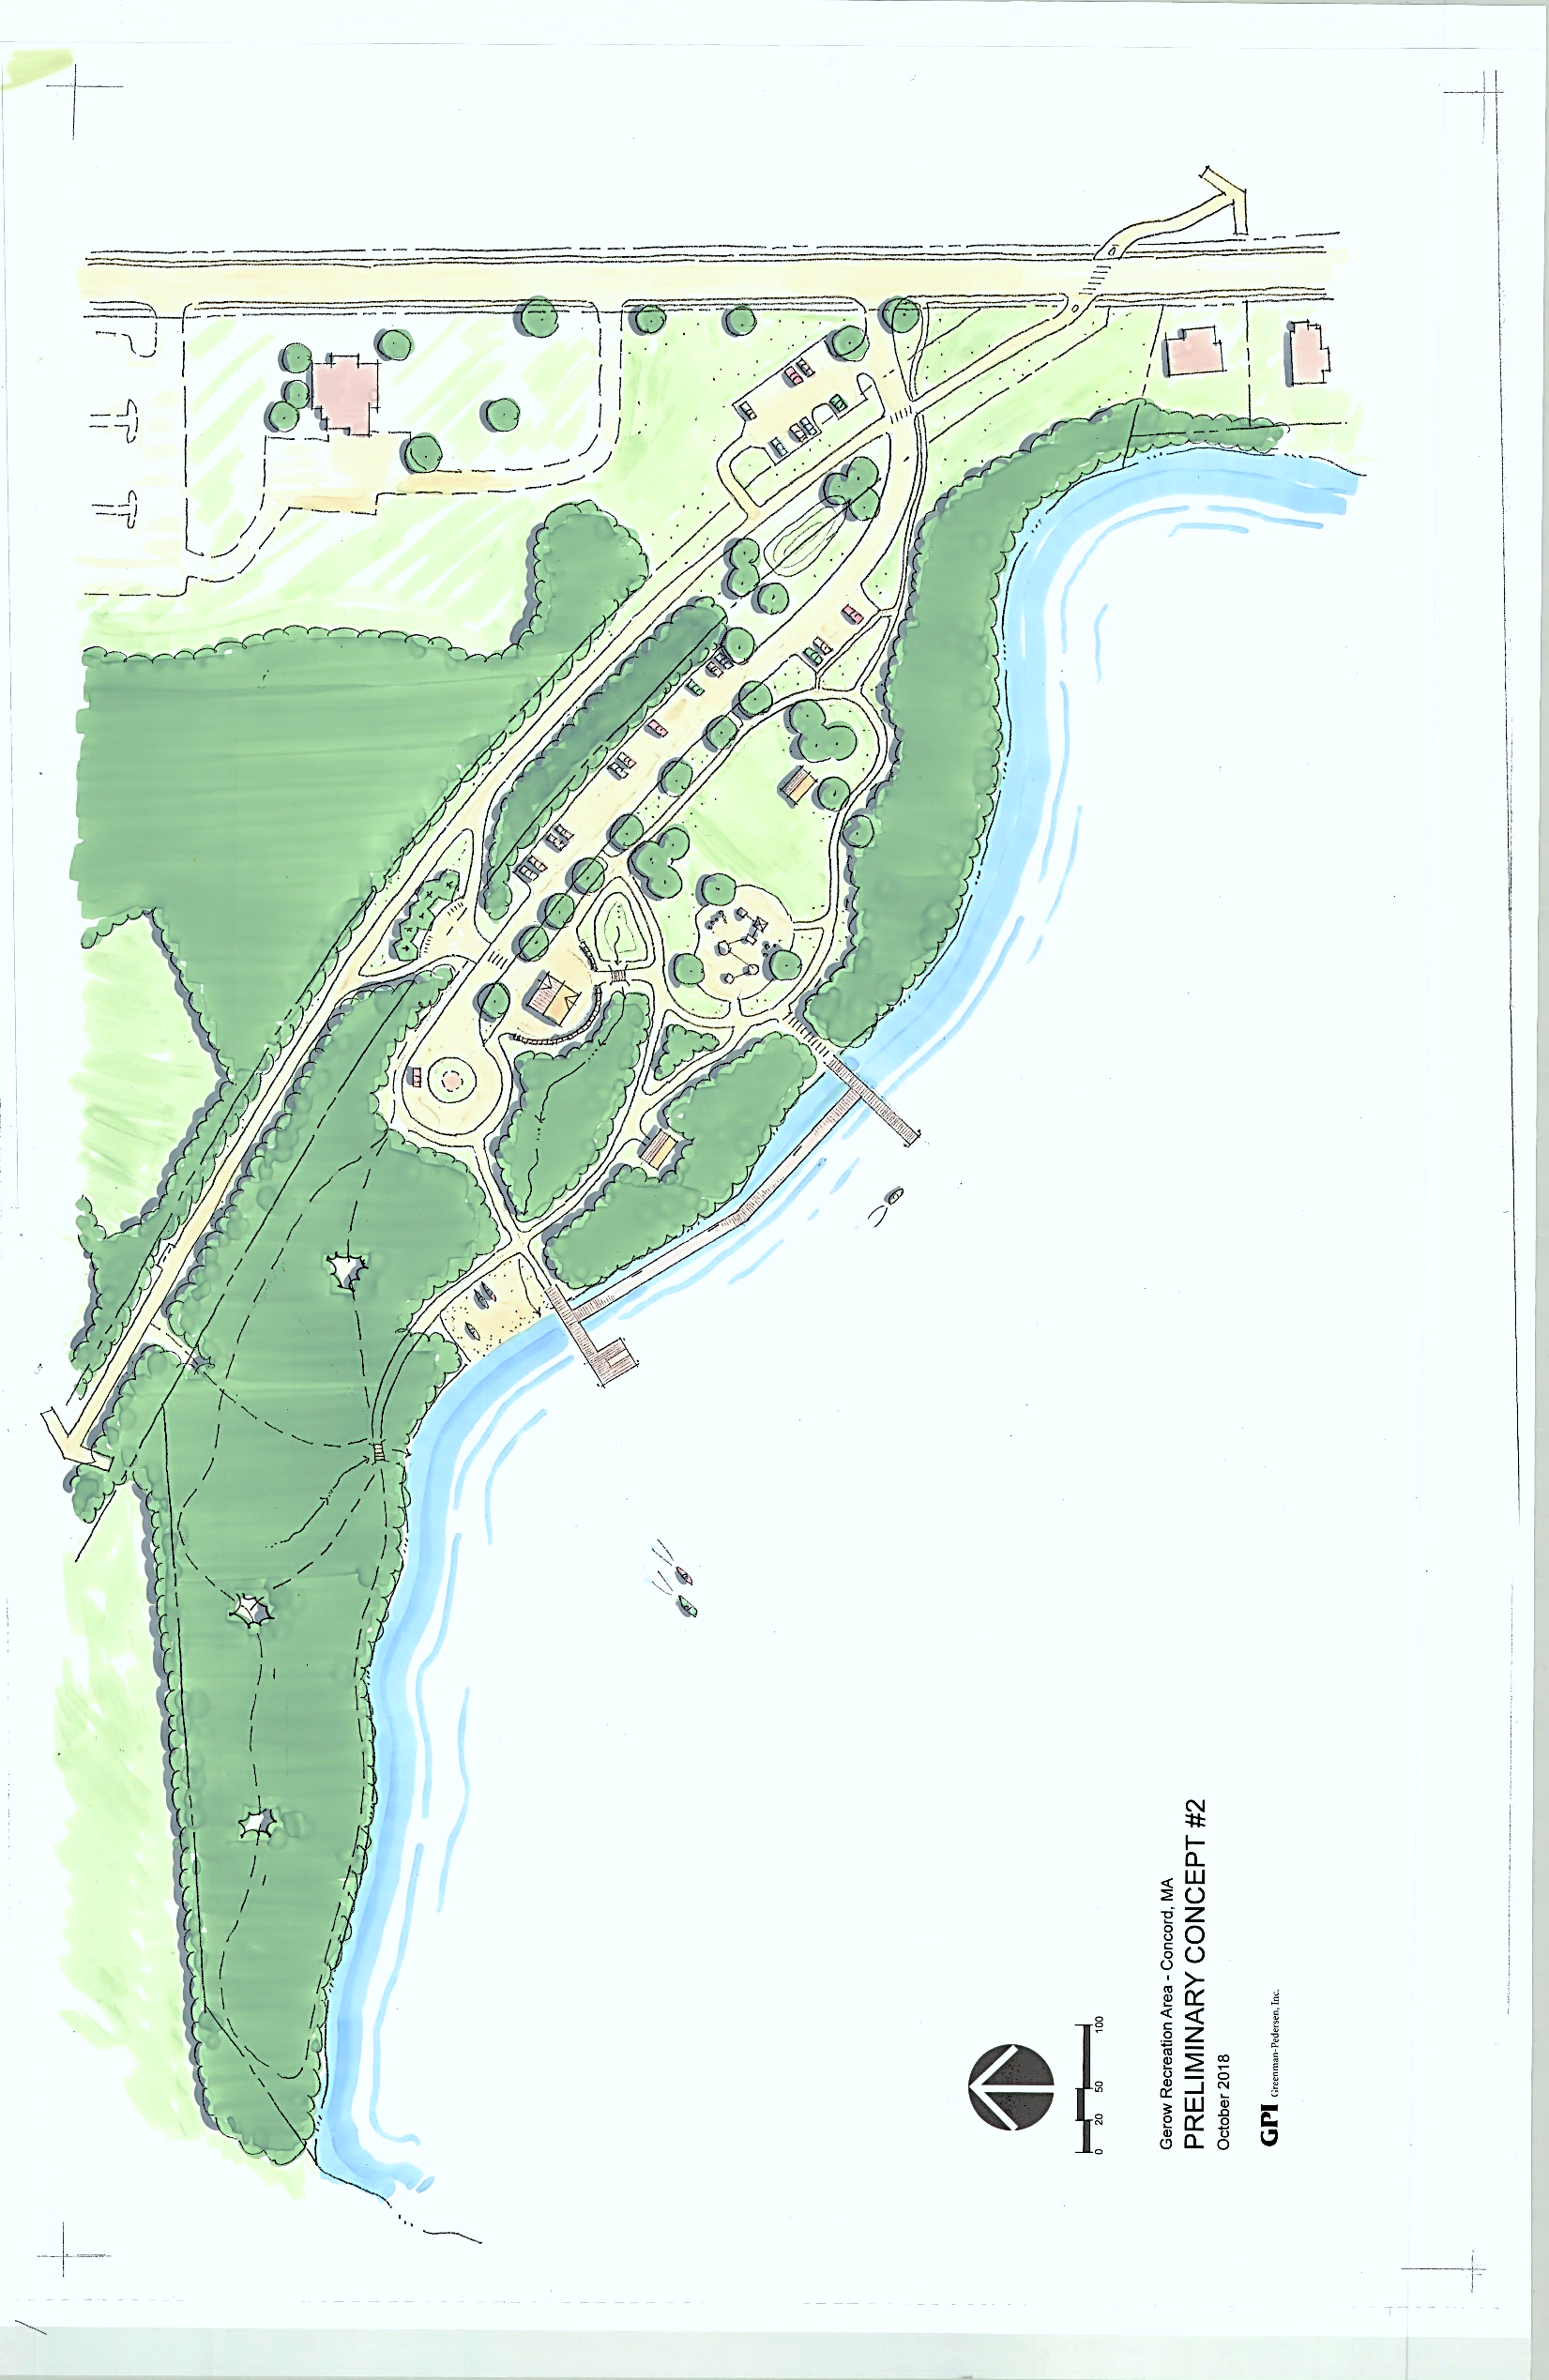 0 20 50 100
Gerow Recreation Area - Concord, MA
PRELIMINARY CONCEPT #2
October 2018
GPI Greenman-Pedersen, Inc.